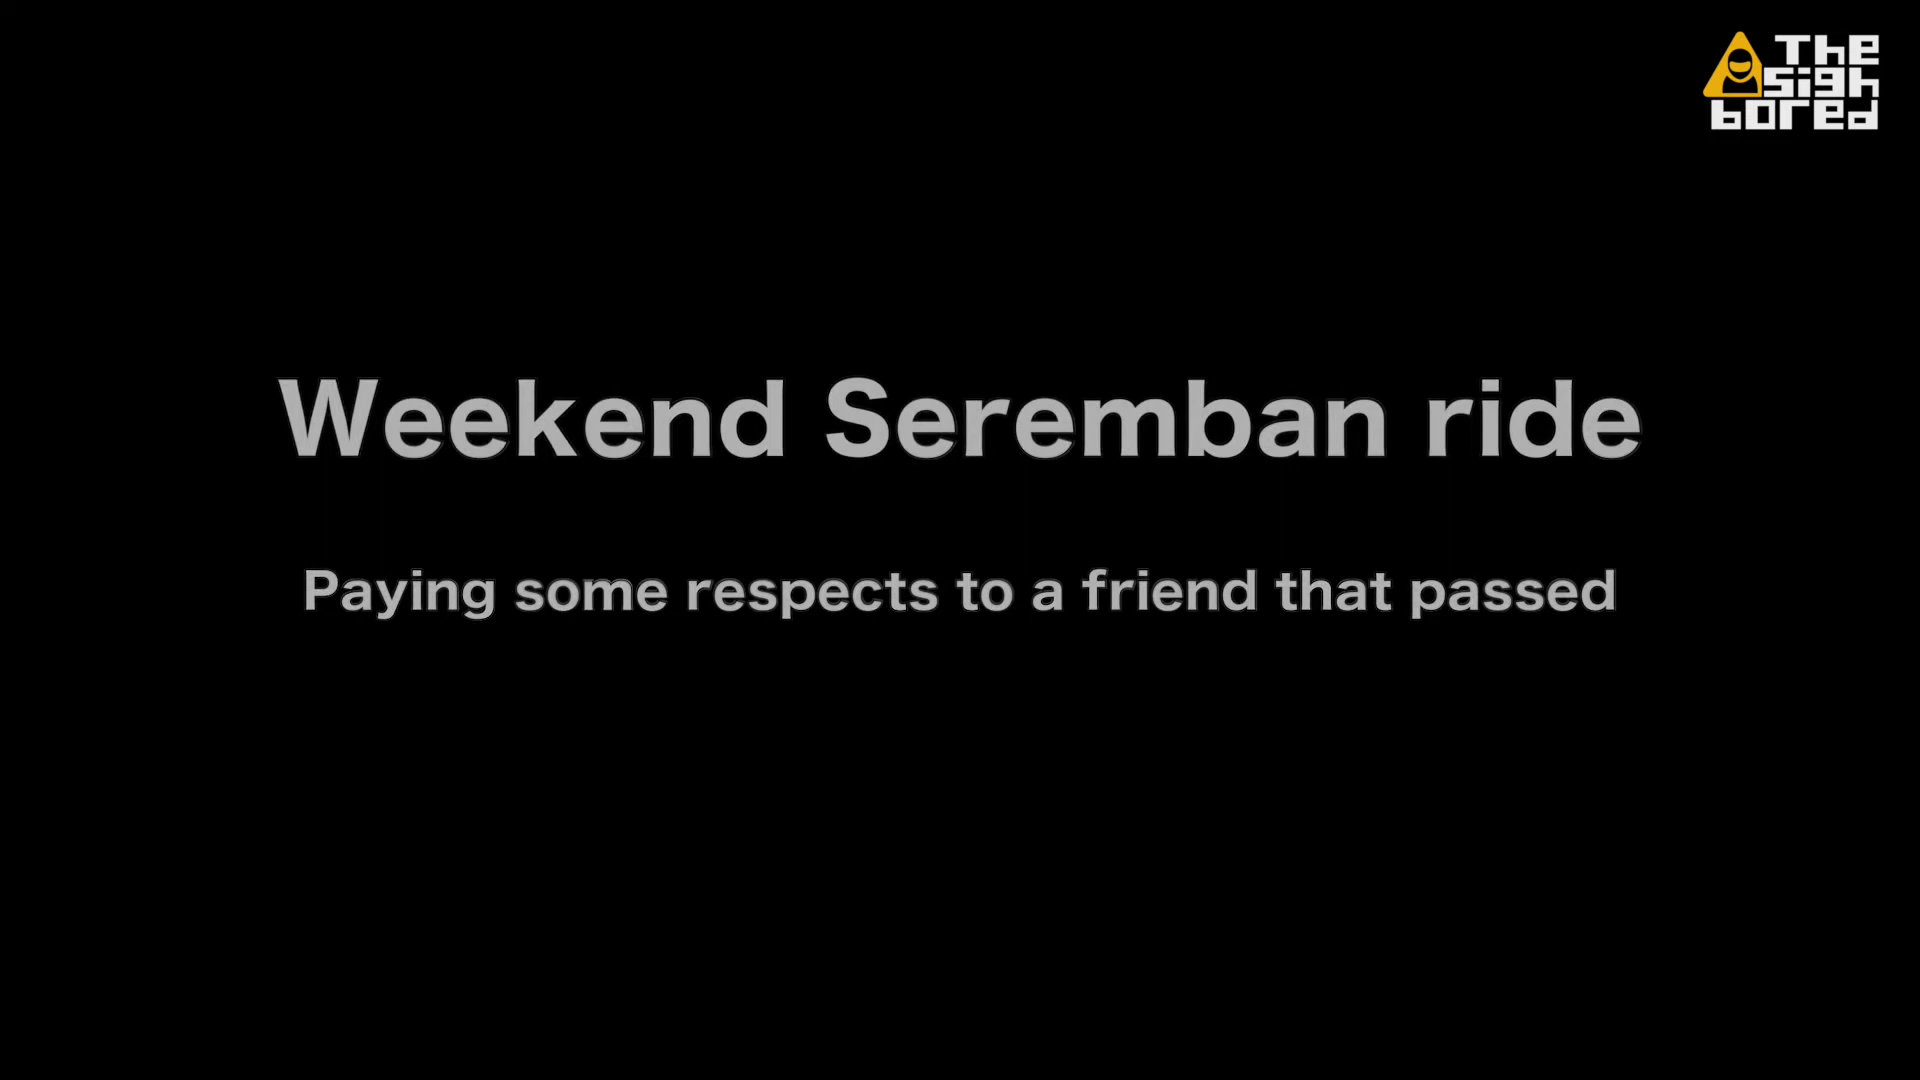 The
sigh
bored
Weekend Seremban ride
Paying some respects to a friend that passed